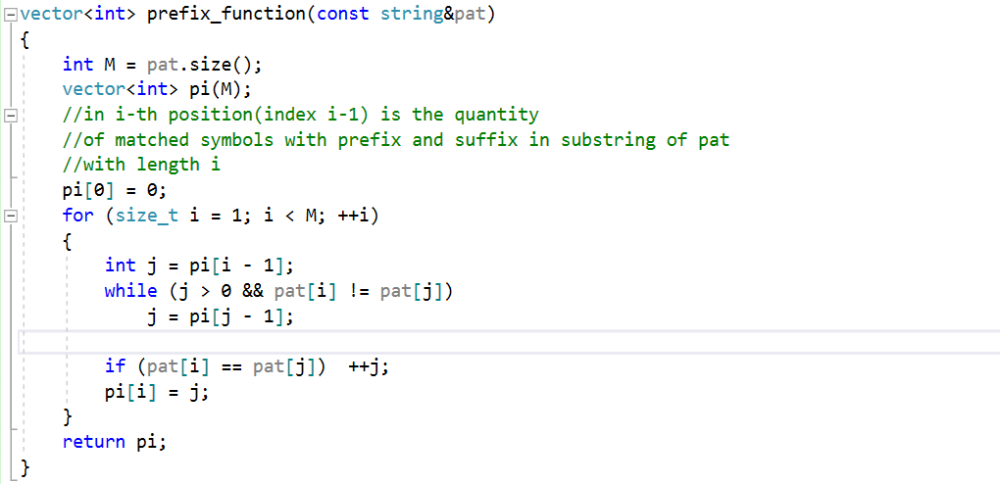 vector<int> prefix_function(const string&pat)
{
    int M = pat.size();
    vector<int> pi(M);
    //in i-th position(index i-1) is the quantity
    //of matched symbols with prefix and suffix in substring of pat
    //with length i
    pi[0] = 0;
    for (size_t i = 1; i < M; ++i)
    {
        int j = pi[i - 1];
        while (j > 0 && pat[i] != pat[j])
            j = pi[j - 1];

        if (pat[i] == pat[j])  ++j;
        pi[i] = j;
    }
    return pi;
}